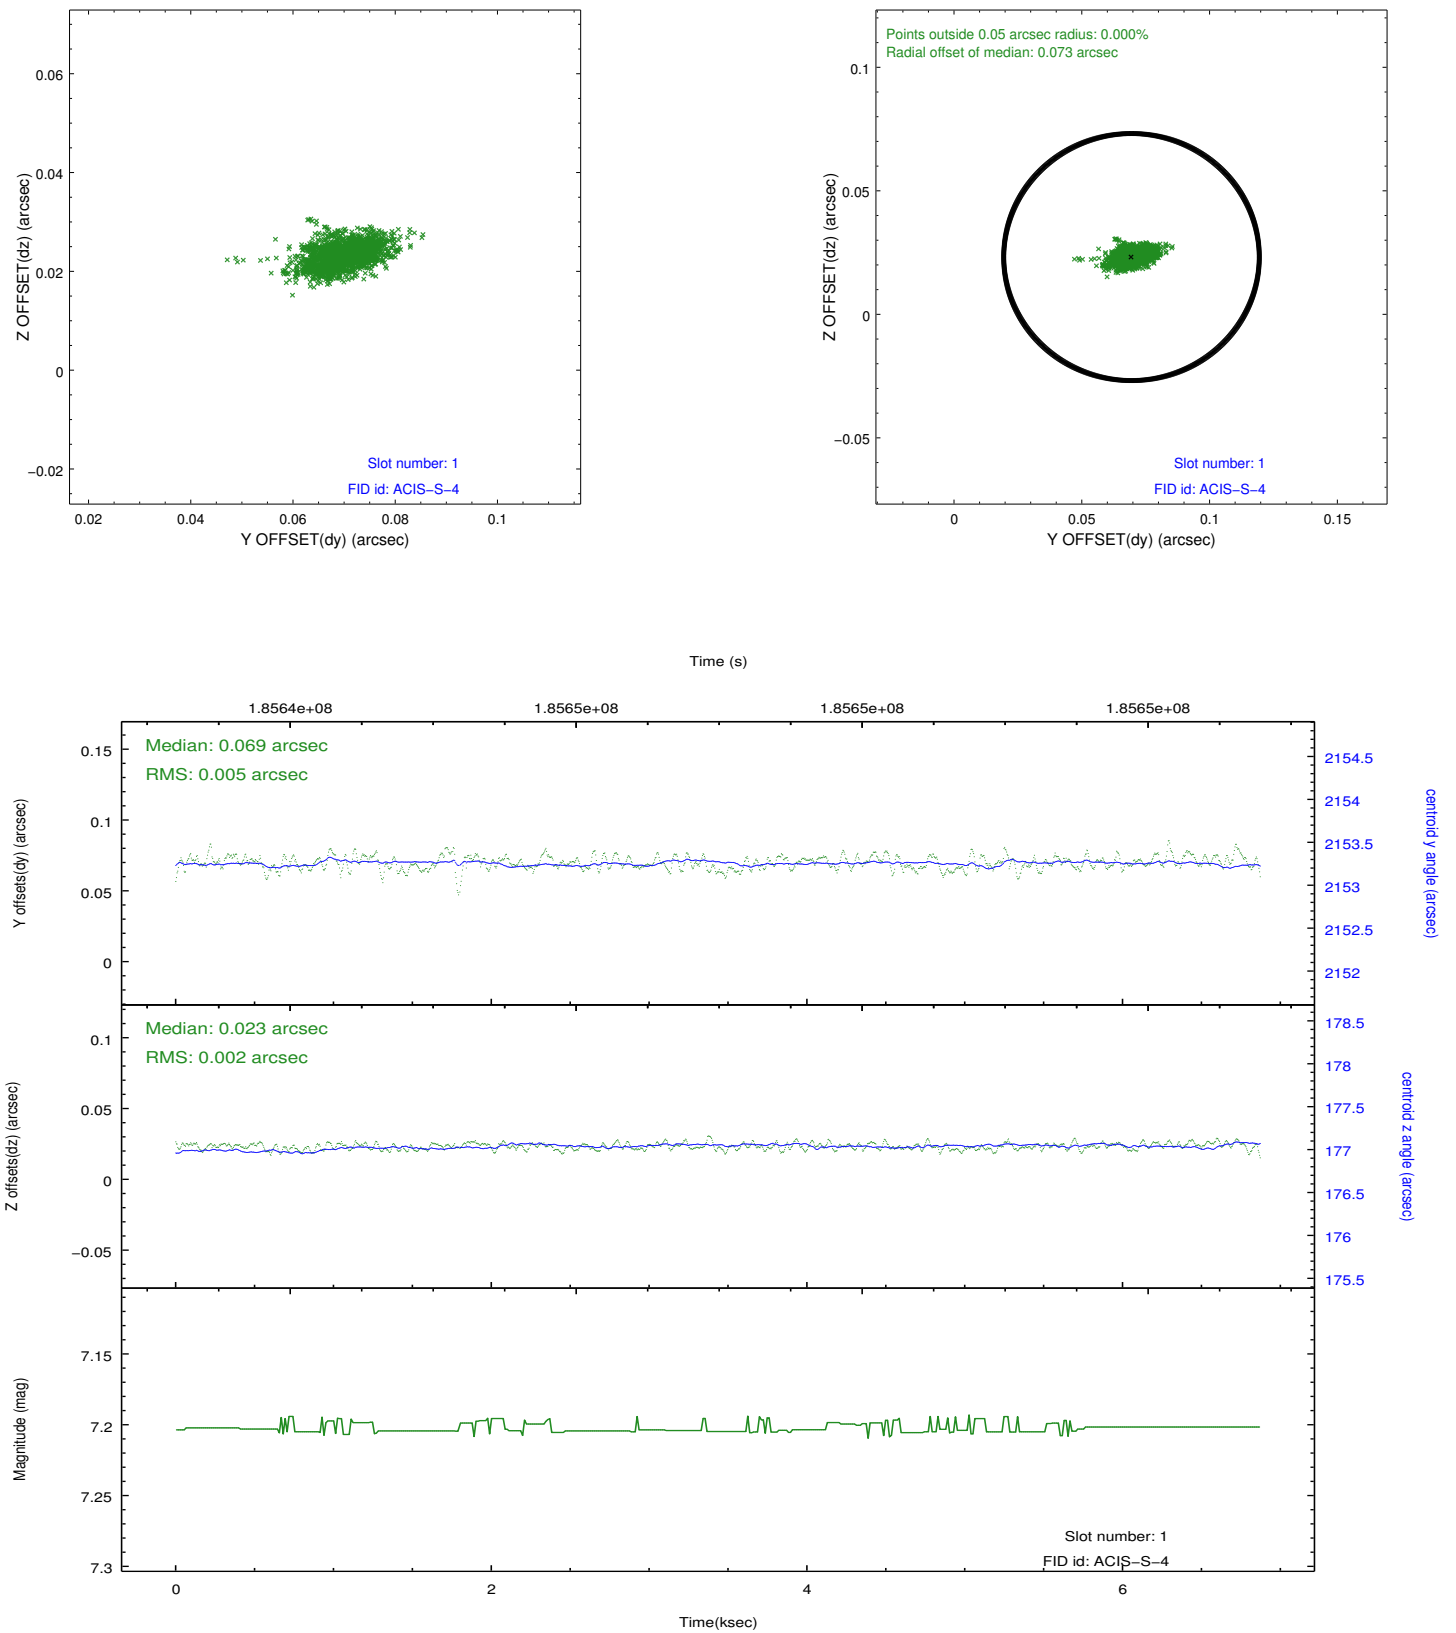 0.06
0.04
0.02
0
−0.02
Z OFFSET(dz) (arcsec)
Slot number: 1
FID id: ACIS−S−4
0.02 0.04 0.06 0.08 0.1
Y OFFSET(dy) (arcsec)
Points outside 0.05 arcsec radius: 0.000%
Radial offset of median: 0.073 arcsec
0.1
0.05
0
−0.05
Z OFFSET(dz) (arcsec)
Slot number: 1
FID id: ACIS−S−4
0 0.05 0.1 0.15
Y OFFSET(dy) (arcsec)
Time (s)
1.8564e+08 1.8565e+08 1.8565e+08 1.8565e+08
Median: 0.069 arcsec
RMS: 0.005 arcsec
0.15
0.1
0.05
0
Y offsets(dy) (arcsec)
2154.5
2154
2153.5
2153
2152.5
2152
centroid y angle (arcsec)
Median: 0.023 arcsec
RMS: 0.002 arcsec
0.1
0.05
0
−0.05
Z offsets(dz) (arcsec)
178.5
178
177.5
177
176.5
176
175.5
centroid z angle (arcsec)
7.15
7.2
7.25
7.3
Magnitude (mag)
Slot number: 1
FID id: ACIS−S−4
0 2 4 6
Time(ksec)